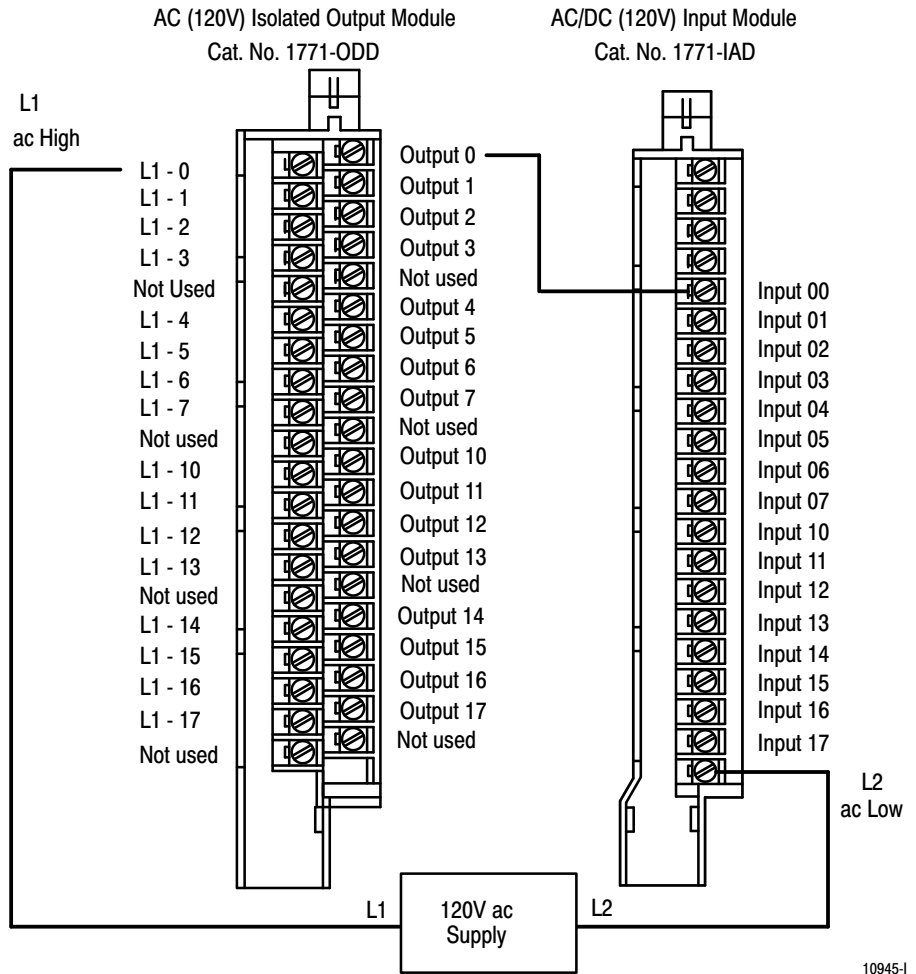 AC (120V) Isolated Output Module
Cat. No. 1771-ODD
AC/DC (120V) Input Module
Cat. No. 1771-IAD
L1
ac High
L1 - 0
L1 - 1
L1 - 2
L1 - 3
Not Used
L1 - 4
L1 - 5
L1 - 6
L1 - 7
Not used
L1 - 10
L1 - 11
L1 - 12
L1 - 13
Not used
L1 - 14
L1 - 15
L1 - 16
L1 - 17
Not used
Output 0
Output 1
Output 2
Output 3
Not used
Output 4
Output 5
Output 6
Output 7
Not used
Output 10
Output 11
Output 12
Output 13
Not used
Output 14
Output 15
Output 16
Output 17
Not used
Input 00
Input 01
Input 02
Input 03
Input 04
Input 05
Input 06
Input 07
Input 10
Input 11
Input 12
Input 13
Input 14
Input 15
Input 16
Input 17
L2
ac Low
L1
120V ac
Supply
L2
10945-I